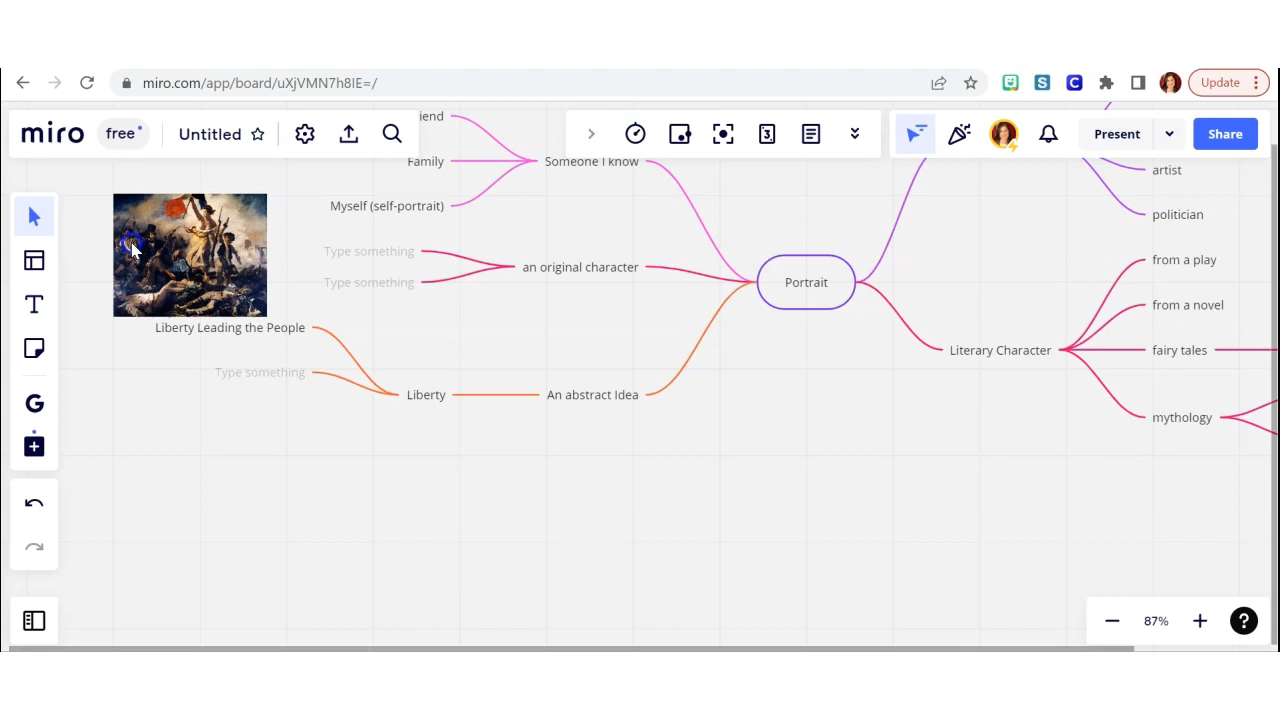 miro.com/app/board/uXjVMN7h8IE=/
Update
miro
free
Untitled
3
Present
Share
iend
Family
Someone I know
Myself (self-portrait)
Type something
an original character
Type something
Portrait
artist
politician
from a play
from a novel
Literary Character
fairy tales
mythology
Liberty Leading the People
Type something
Liberty
An abstract Idea
T
G
S
C
87%
?